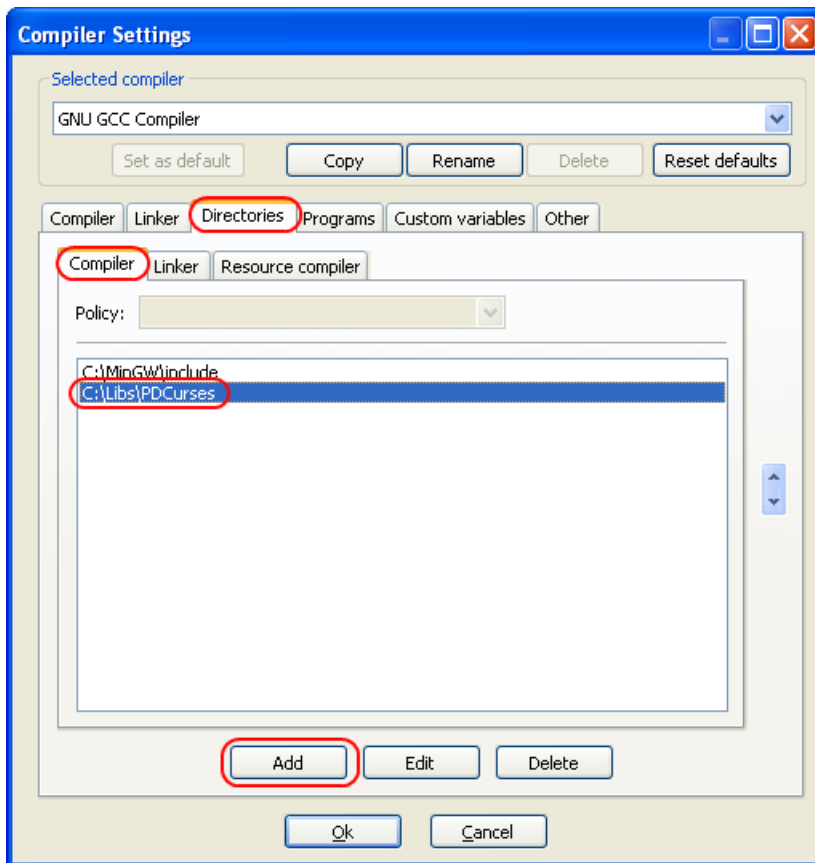 Compiler Settings
Selected compiler
GNU GCC Compiler
Set as default Copy Rename Delete Reset defaults
Compiler Linker Directories Programs Custom variables Other
Compiler Linker Resource compiler
Policy:
C:\MinGW\include
C:\Libs\PDCurses
Add Edit Delete
Ok Cancel